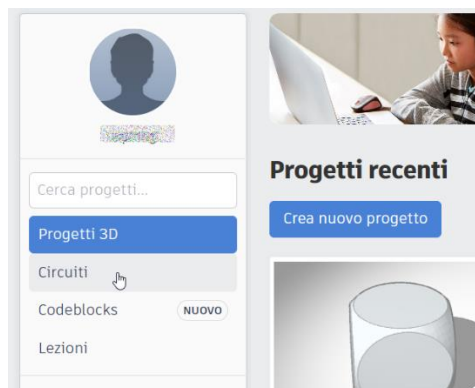 Cerca progetti...
Progetti 3D
Circuiti
Codeblocks NUOVO
Lezioni
Progetti recenti
Crea nuovo progetto